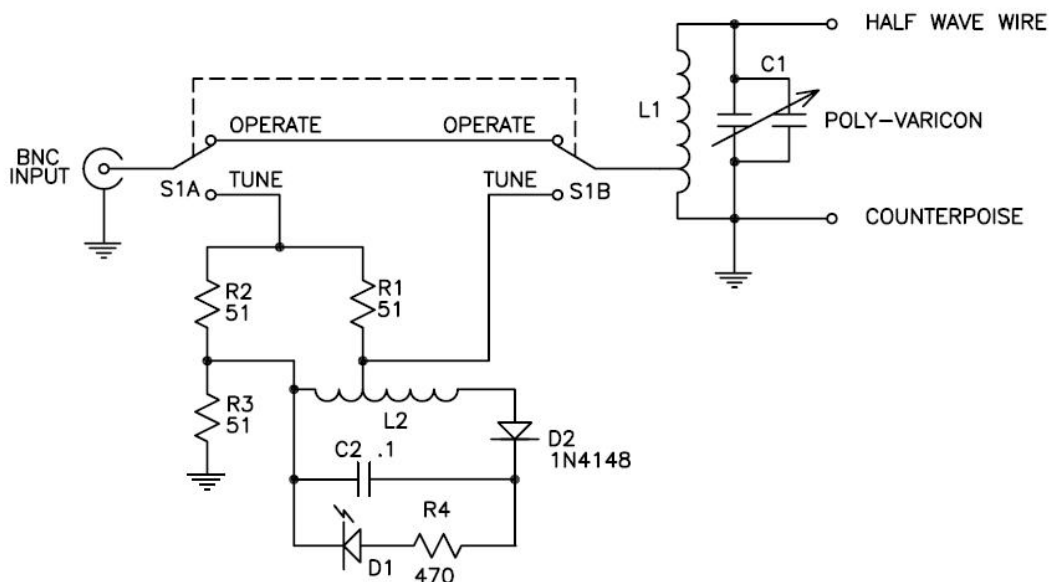 HALF WAVE WIRE
C1
L1
POLY-VARICON
OPERATE
OPERATE
BNC
INPUT
S1A
TUNE
TUNE
S1B
COUNTERPOISE
R2
51
R1
51
R3
51
L2
C2 .1
D2
1N4148
R4
D1
470